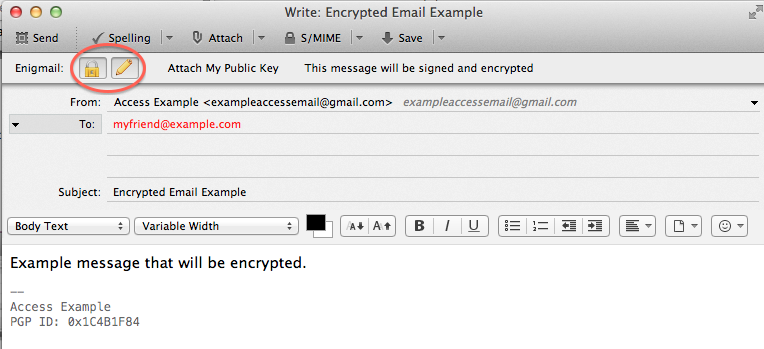 Write: Encrypted Email Example
Send Spelling Attach S/MIME Save
Enigmail: Attach My Public Key This message will be signed and encrypted
From: Access Example <exampleaccessemail@gmail.com> exampleaccessemail@gmail.com
To: myfriend@example.com
Subject: Encrypted Email Example
Body Text Variable Width A A B I U
Example message that will be encrypted.
--
Access Example
PGP ID: 0x1C4B1F84